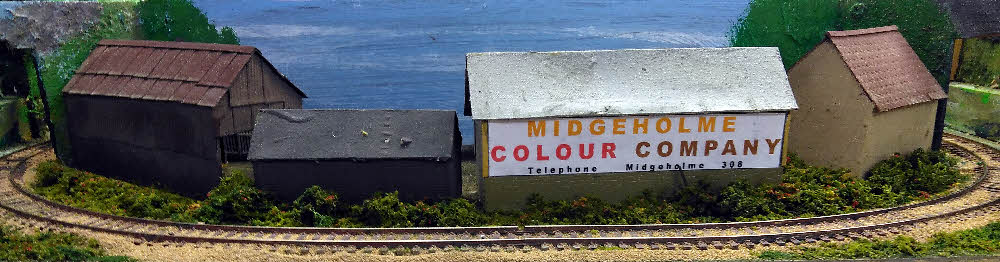 MIDGEHOLME
COLOUR COMPANY
Telephone Midgeholme 308